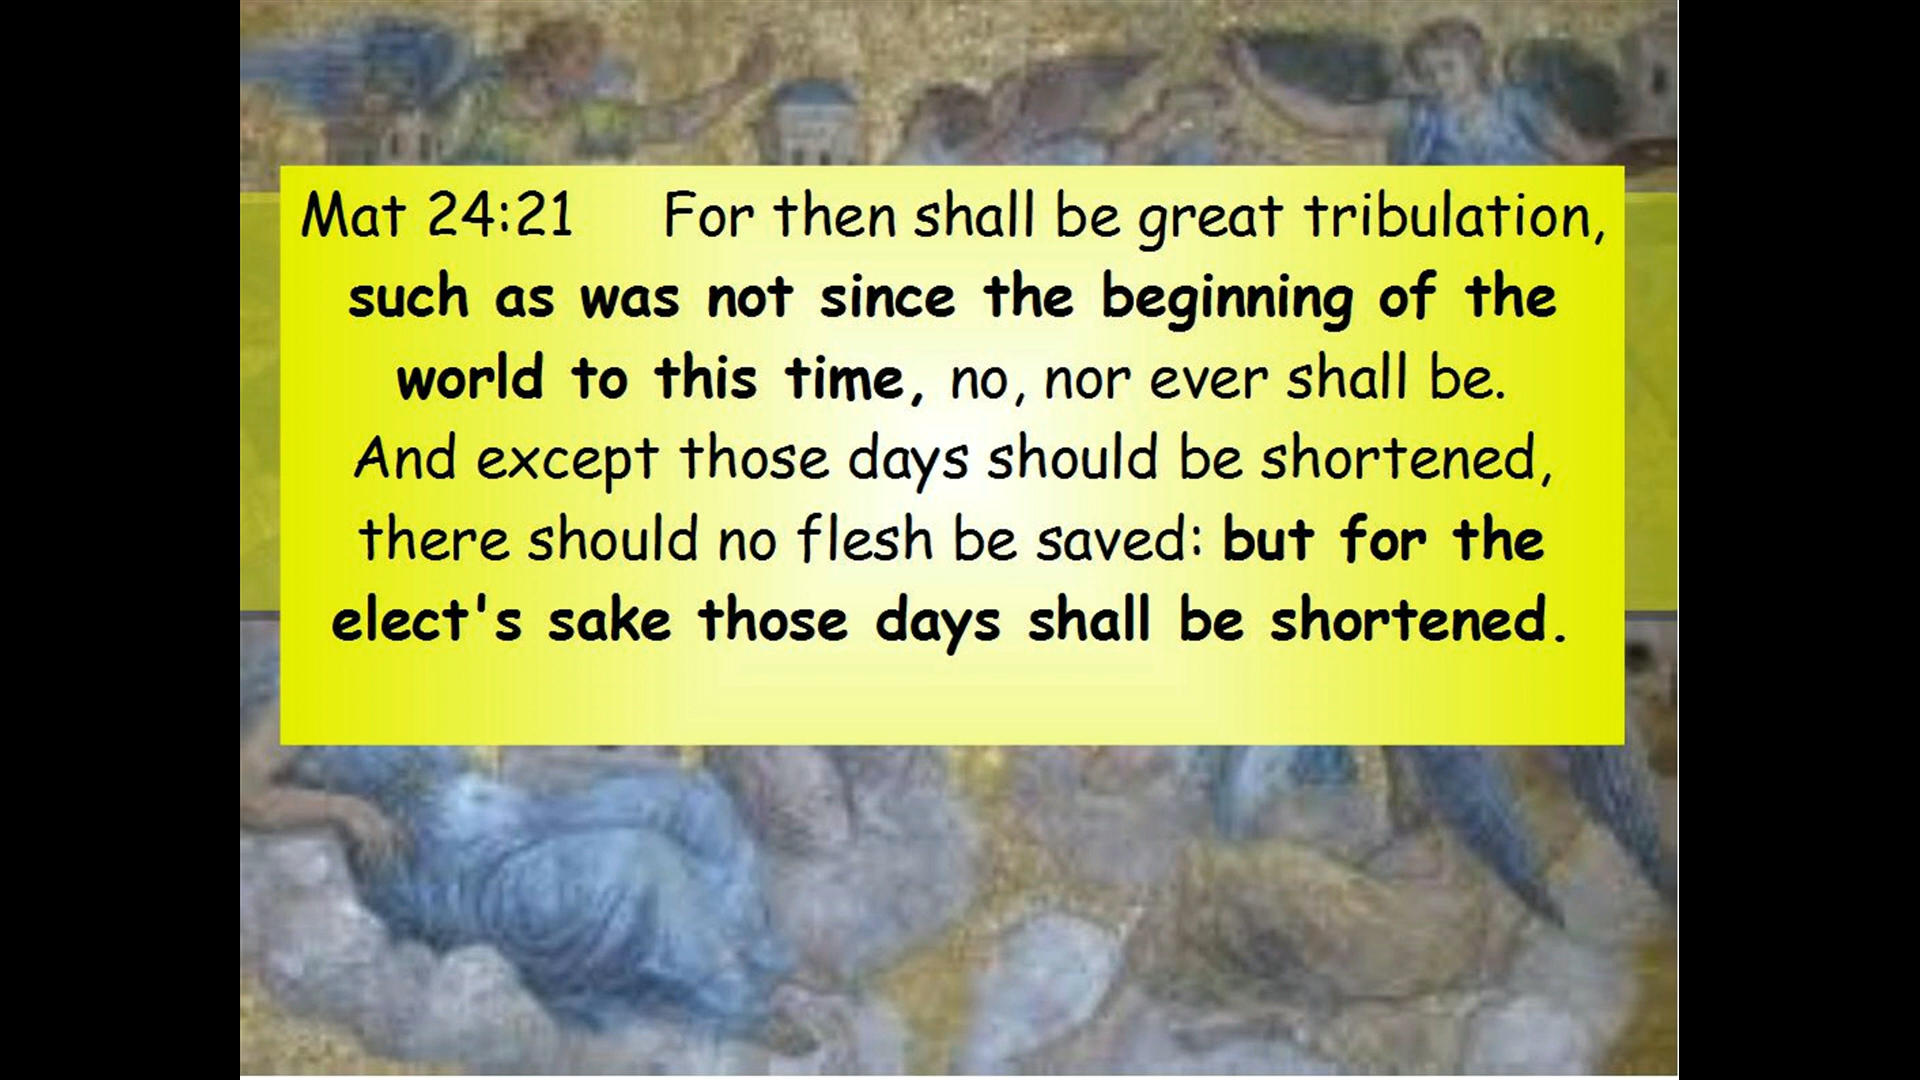 Mat 24:21 For then shall be great tribulation,
such as was not since the beginning of the
world to this time, no, nor ever shall be.
And except those days should be shortened,
there should no flesh be saved: but for the
elect's sake those days shall be shortened.